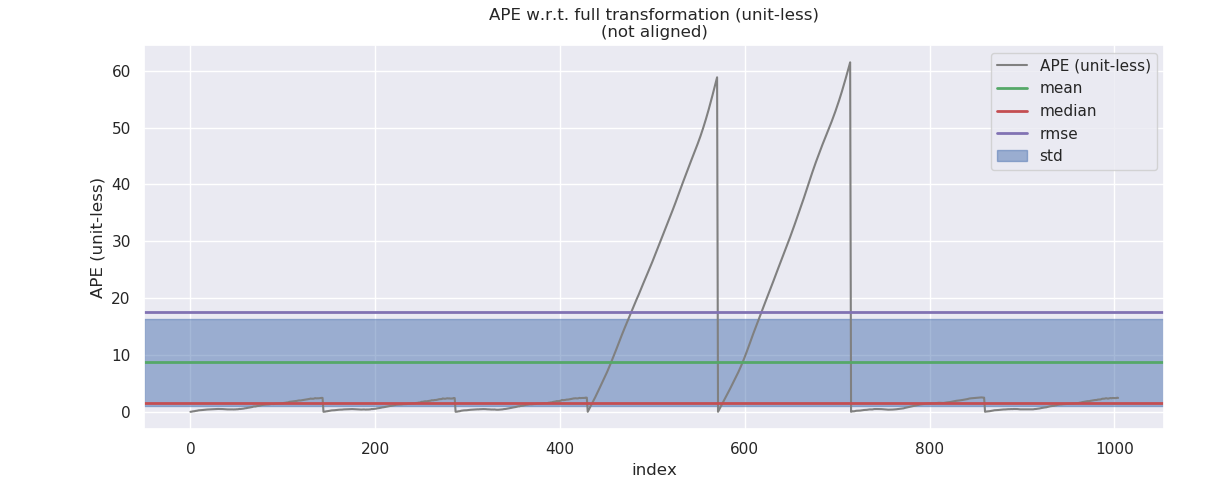 APE w.r.t. full transformation (unit-less)
(not aligned)
APE (unit-less)
mean
median
rmse
std
APE (unit-less)
60
50
40
30
20
10
0
0 200 400 600 800 1000
index